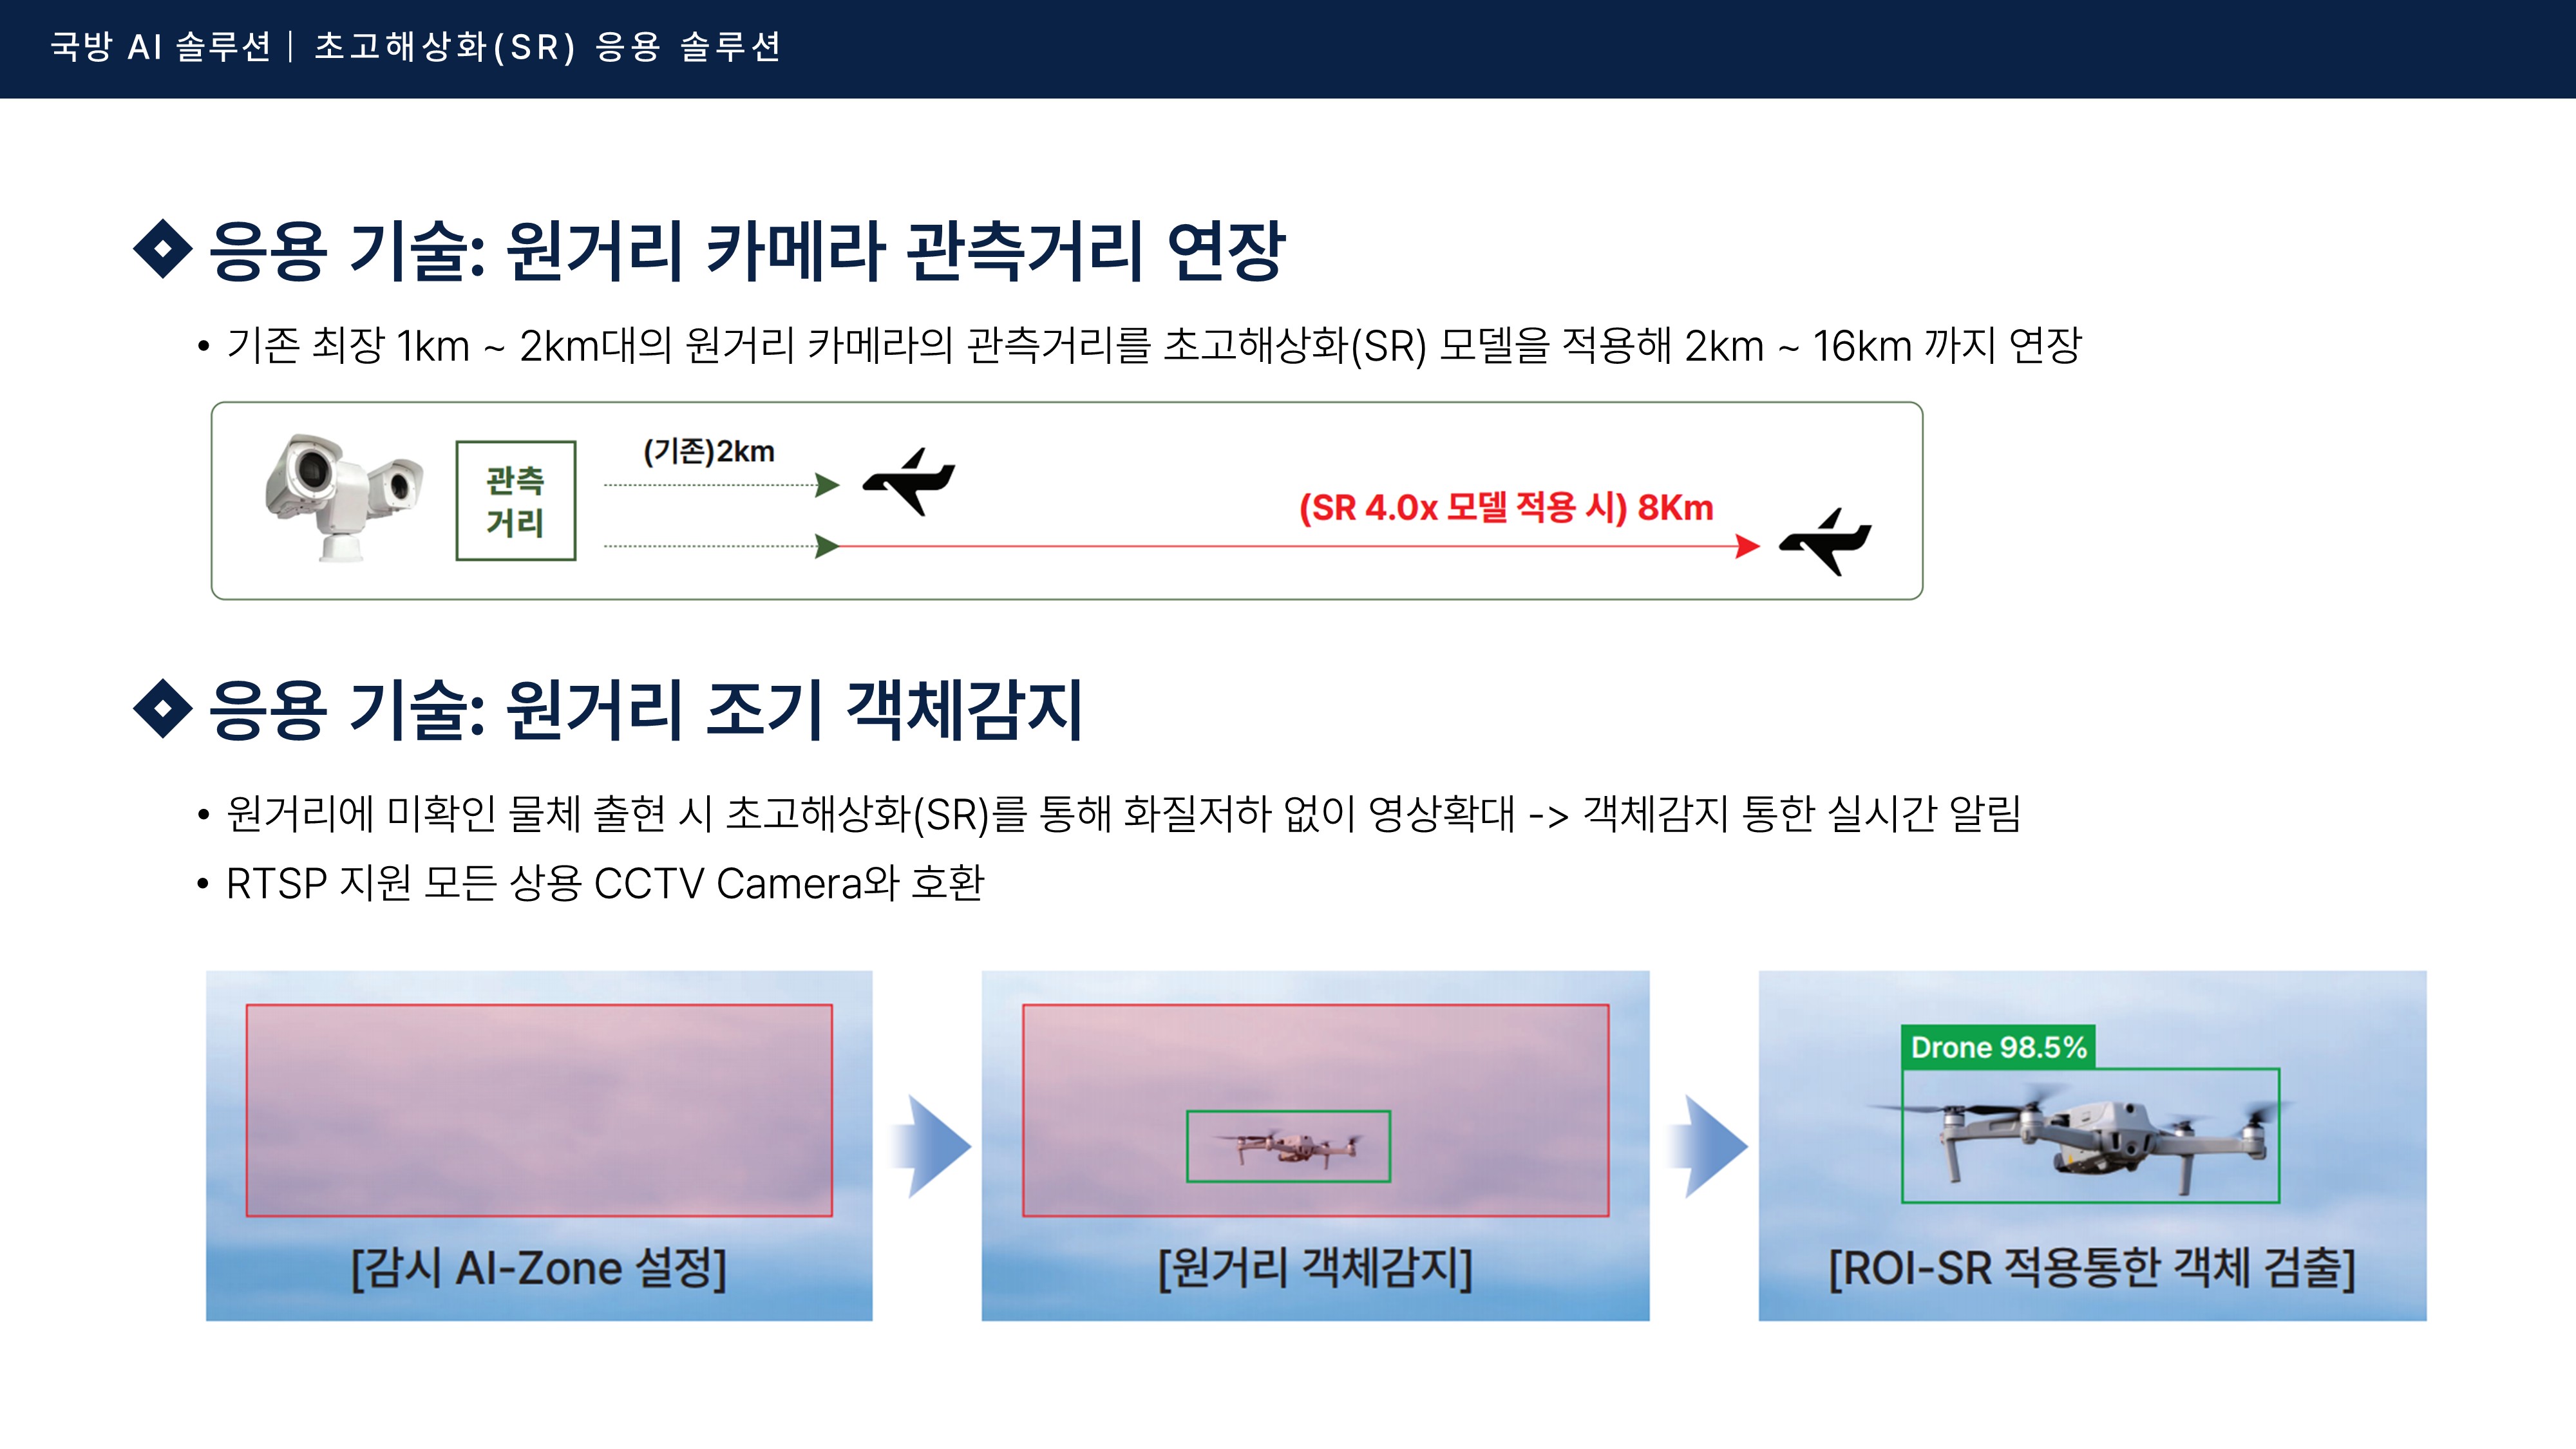 국방 AI 솔루션 | 초고해상화(SR) 응용 솔루션
응용 기술: 원거리 카메라 관측거리 연장
• 기존 최장 1km ~ 2km대의 원거리 카메라의 관측거리를 초고해상화(SR) 모델을 적용해 2km ~ 16km 까지 연장
관측
거리
(기존)2km
(SR 4.0x 모델 적용 시) 8Km
응용 기술: 원거리 조기 객체감지
• 원거리에 미확인 물체 출현 시 초고해상화(SR)를 통해 화질저하 없이 영상확대 -> 객체감지 통한 실시간 알림
• RTSP 지원 모든 상용 CCTV Camera와 호환
Drone 98.5%
[감시 AI-Zone 설정]
[원거리 객체감지]
[ROI-SR 적용통한 객체 검출]